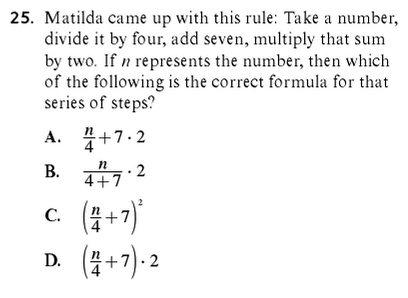 25. Matilda came up with this rule: Take a number,
divide it by four, add seven, multiply that sum
by two. If n represents the number, then which
of the following is the correct formula for that
series of steps?
A. n/4 + 7 · 2
B. n/(4 + 7) · 2
C. (n/4 + 7)²
D. (n/4 + 7) · 2